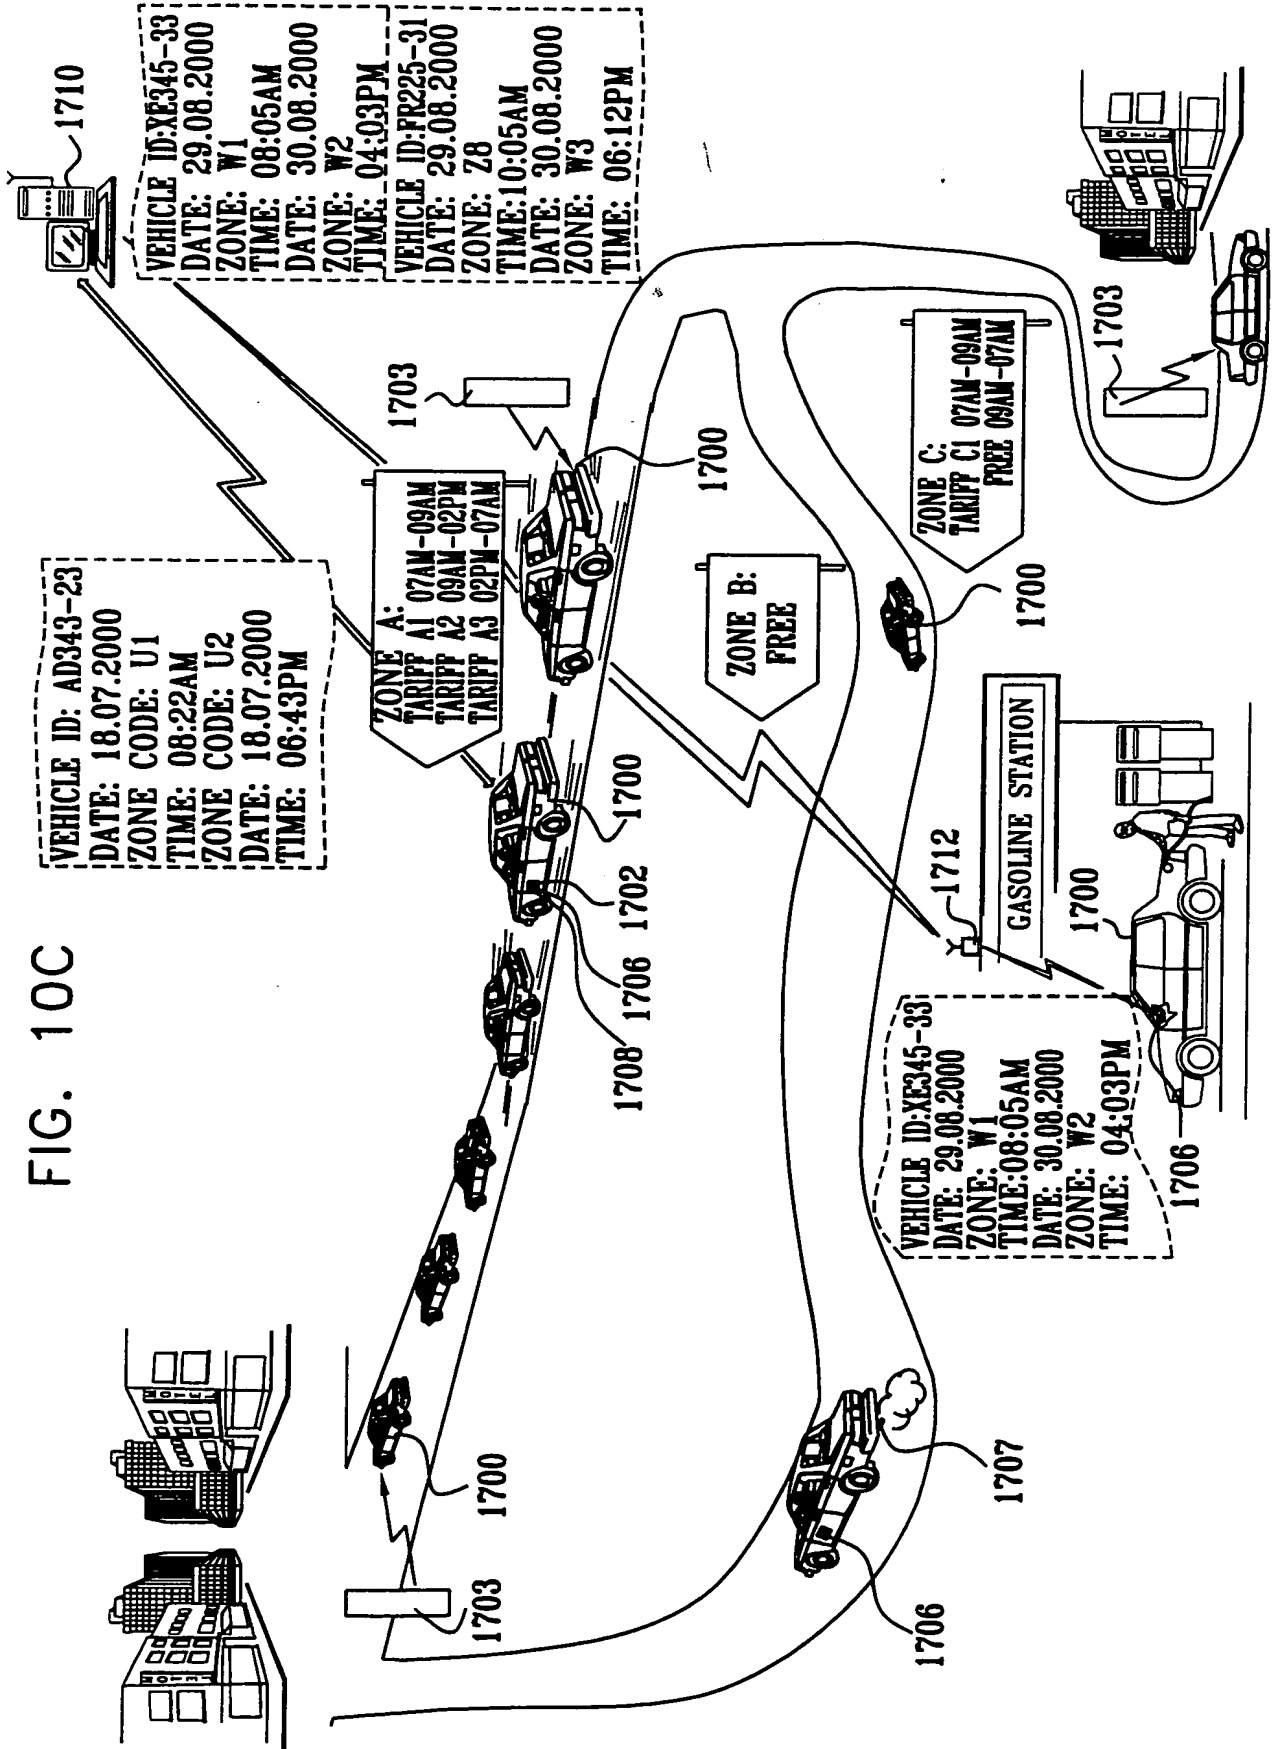 FIG. 10C
1710
VEHICLE ID: AD343-23
DATE: 18.07.2000
ZONE CODE: U1
TIME: 08:22AM
ZONE CODE: U2
DATE: 18.07.2000
TIME: 06:43PM
VEHICLE ID:XE345-33
DATE: 29.08.2000
ZONE: W1
TIME: 08:05AM
DATE: 30.08.2000
ZONE: W2
TIME: 04:03PM
VEHICLE ID:FR225-31
DATE: 29.08.2000
ZONE: Z8
TIME:10:05AM
DATE: 30.08.2000
ZONE: W3
TIME: 06:12PM
HOTEL
HOTEL
1703
1700
ZONE A:
TARIFF A1 07AM-09AM
TARIFF A2 09AM-02PM
TARIFF A3 02PM-07AM
1703
1700
1708
1706
1702
1700
1700
ZONE B:
FREE
ZONE C:
TARIFF C1 07AM-09AM
FREE 09AM-07AM
1700
1703
HOTEL
1706
1707
VEHICLE ID:XE345-33
DATE: 29.08.2000
ZONE: W1
TIME:08:05AM
DATE: 30.08.2000
ZONE: W2
TIME: 04:03PM
1706
1712
GASOLINE STATION
1700